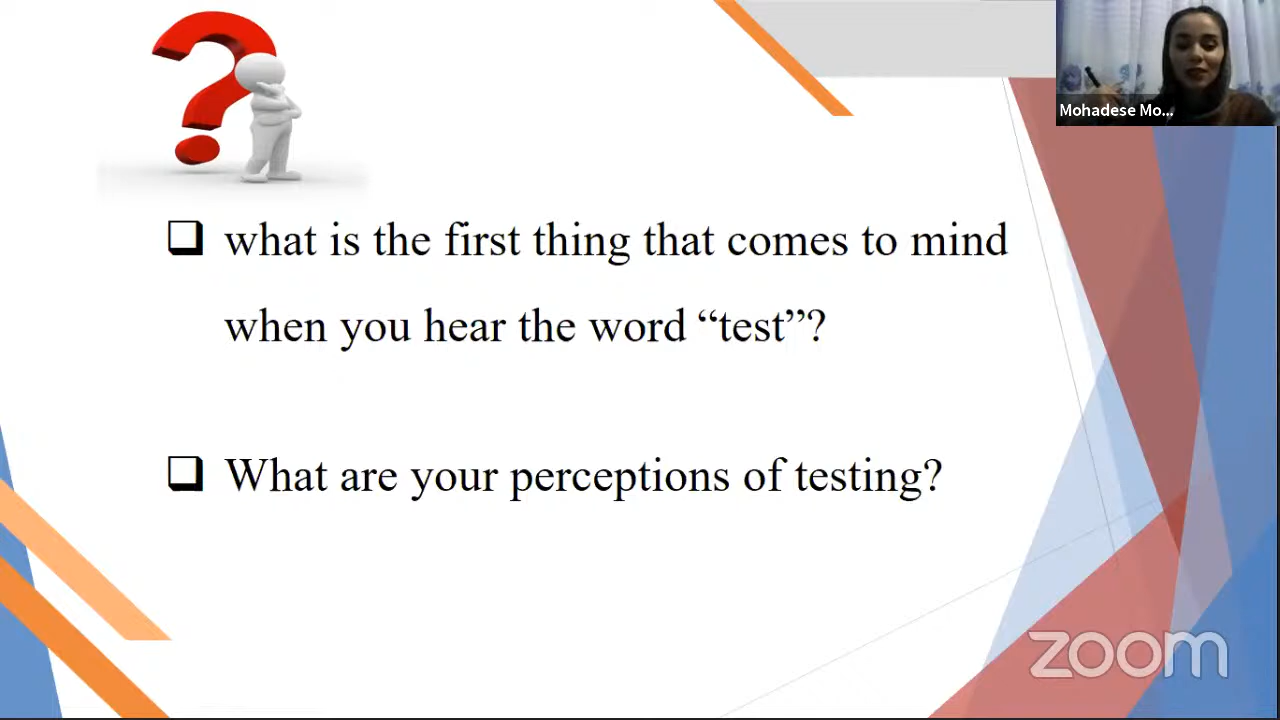 Mohadese Mo...
what is the first thing that comes to mind
when you hear the word “test”?
What are your perceptions of testing?
zoom